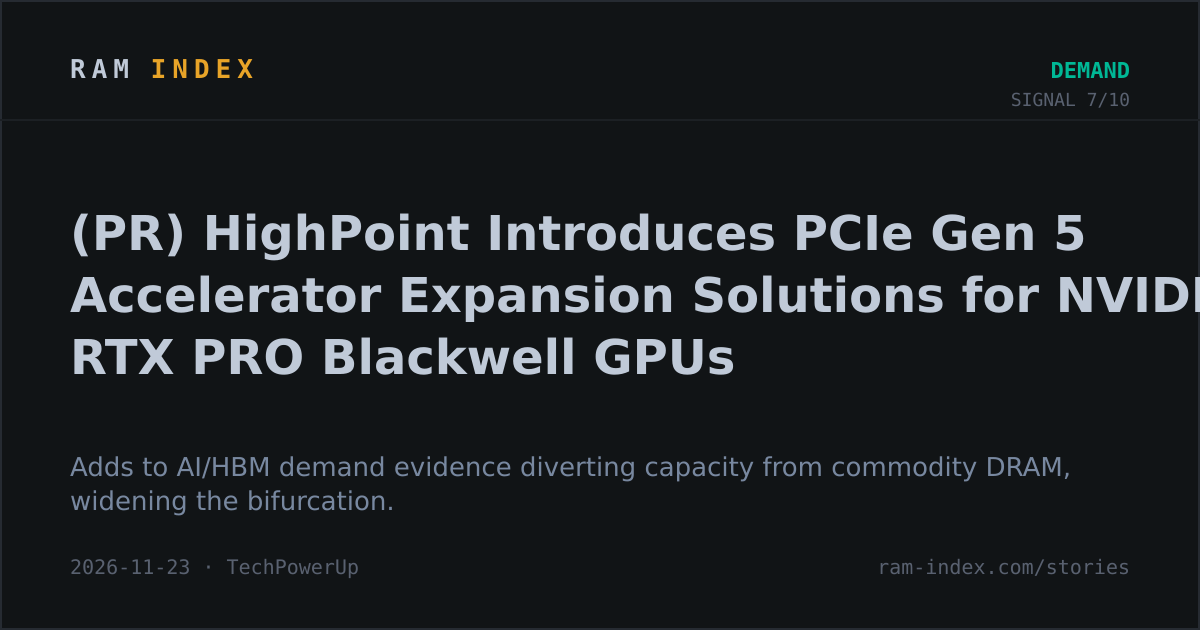 RAM INDEX
DEMAND
SIGNAL 7/10
(PR) HighPoint Introduces PCIe Gen 5
Accelerator Expansion Solutions for
RTX PRO Blackwell GPUs
Adds to AI/HBM demand evidence diverting capacity from commodity DRAM,
widening the bifurcation.
2026-11-23 · TechPowerUp
ram-index.com/stories